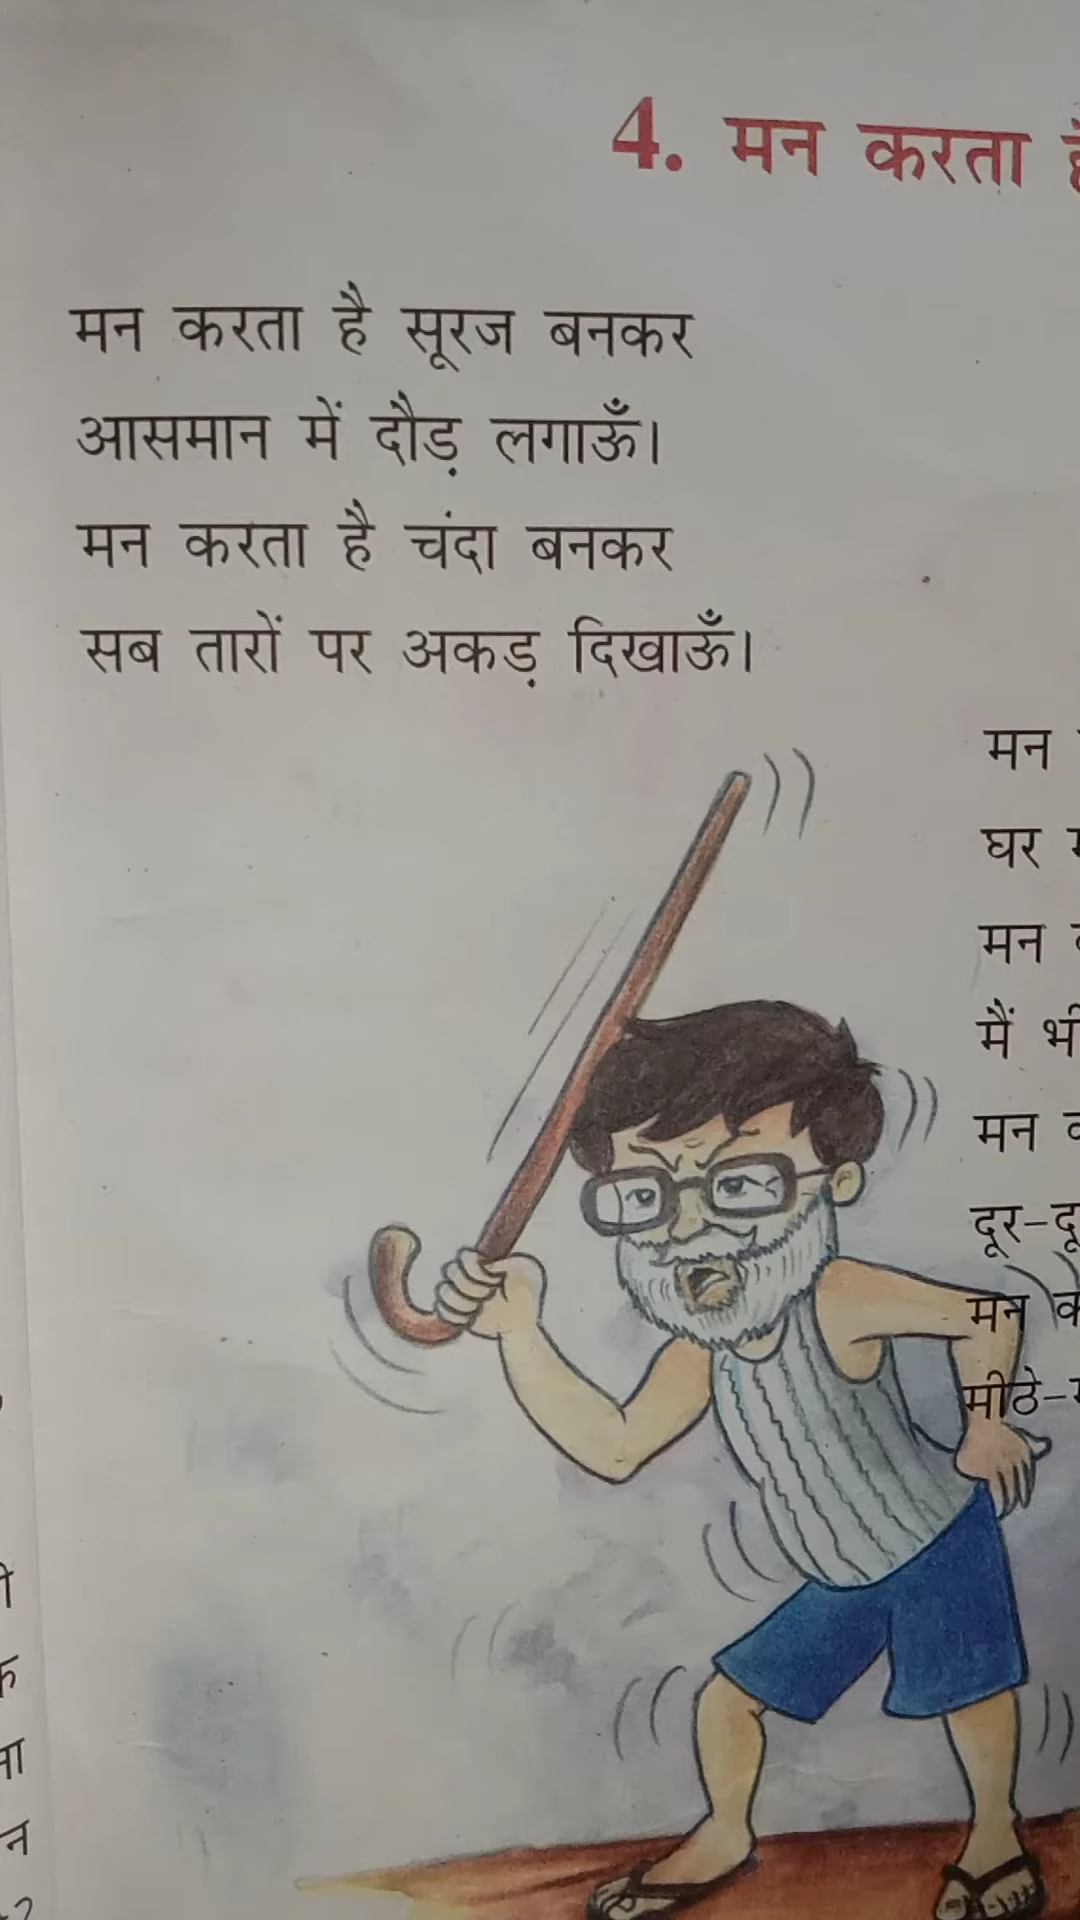 4. मन करता है
मन करता है सूरज बनकर
आसमान में दौड़ लगाऊँ।
मन करता है चंदा बनकर
सब तारों पर अकड़ दिखाऊँ।
मन
घर
मन
मैं भी
मन
दूर-दू
मन
मीठे-